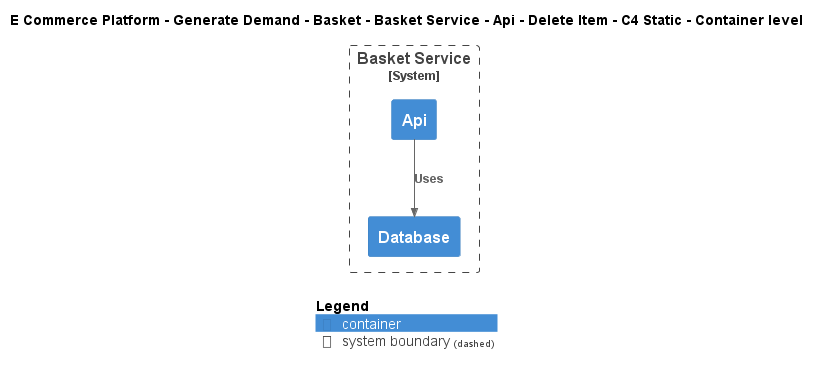 E Commerce Platform - Generate Demand - Basket - Basket Service - Api - Delete Item - C4 Static - Container level
Basket Service
[System]
Api
Uses
Database
Legend
container
system boundary (dashed)